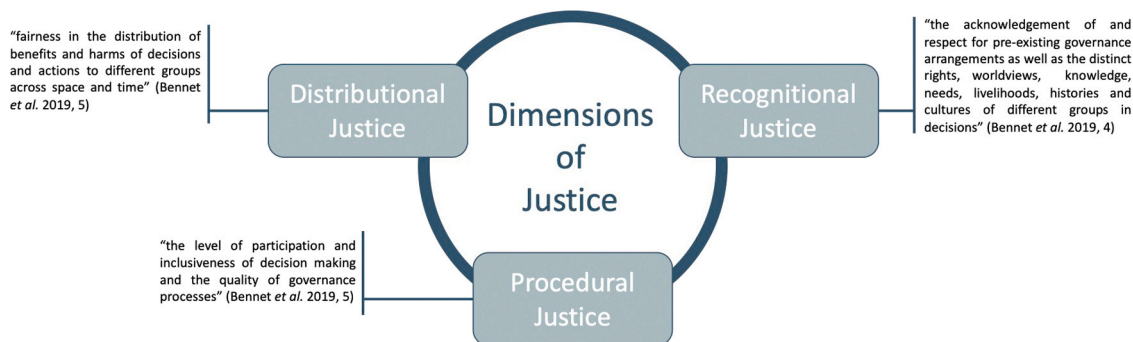 “fairness in the distribution of
benefits and harms of decisions
and actions to different groups
across space and time” (Bennet
et al. 2019, 5)
Distributional
Justice
Dimensions
of
Justice
Recognitional
Justice
“the acknowledgement of and
respect for pre-existing governance
arrangements as well as the distinct
rights, worldviews, knowledge,
needs, livelihoods, histories and
cultures of different groups in
decisions” (Bennet et al. 2019, 4)
“the level of participation and
inclusiveness of decision making
and the quality of governance
processes” (Bennet et al. 2019, 5)
Procedural
Justice